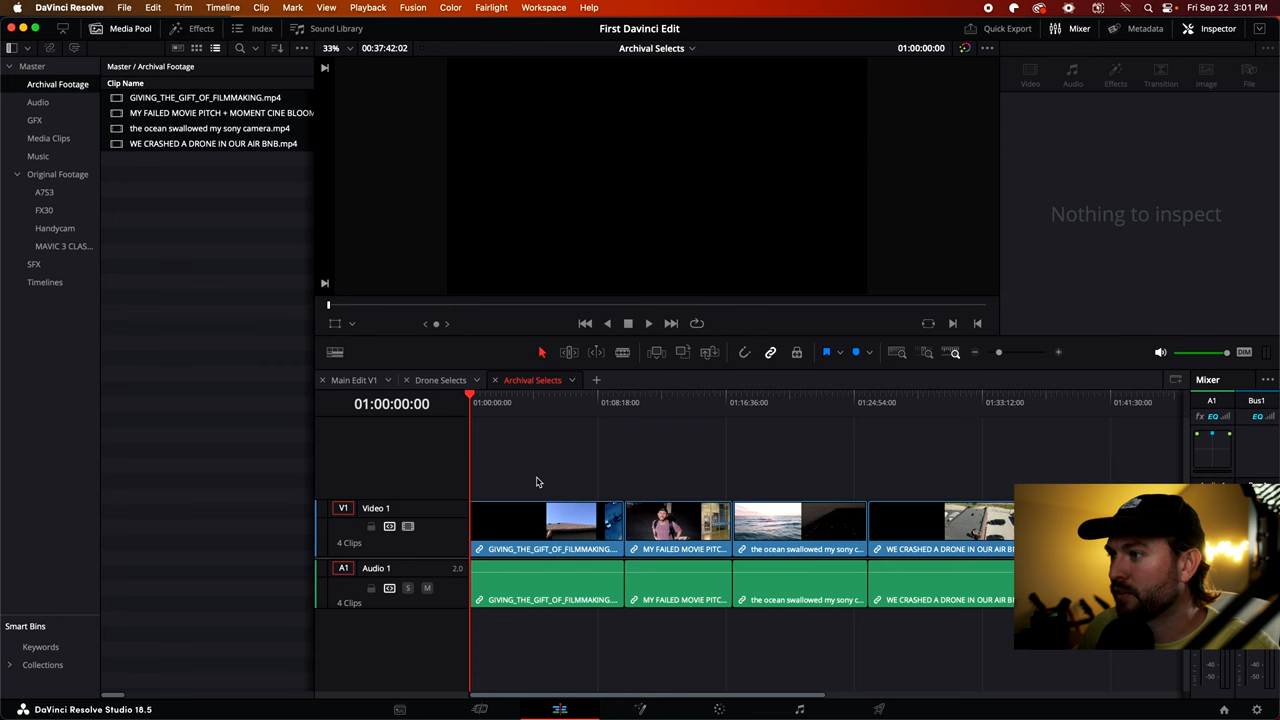 DaVinci Resolve File Edit Trim Timeline Clip Mark View Playback Fusion Color Fairlight Workspace Help Fri Sep 22 3:01 PM
Media Pool Effects Index Sound Library First Davinci Edit Quick Export Mixer Metadata Inspector
33% 00:37:42:02 Archival Selects 01:00:00:00
Master
Archival Footage
Audio
GFX
Media Clips
Music
Original Footage
A7S3
FX30
Handycam
MAVIC 3 CLAS...
SFX
Timelines
Smart Bins
Keywords
Collections
Master / Archival Footage
Clip Name
GIVING_THE_GIFT_OF_FILMMAKING.mp4
MY FAILED MOVIE PITCH + MOMENT CINE BLOOM
the ocean swallowed my sony camera.mp4
WE CRASHED A DRONE IN OUR AIR BNB.mp4
Video Audio Effects Transition Image File
Nothing to inspect
DIM
Main Edit V1 Drone Selects Archival Selects
01:00:00:00
01:00:00:00 01:08:18:00 01:16:36:00 01:24:54:00 01:33:12:00 01:41:30:00
V1 Video 1
4 Clips
GIVING_THE_GIFT_OF_FILMMAKING.... MY FAILED MOVIE PITC... the ocean swallowed my sony c... WE CRASHED A DRONE IN OUR AIR BN
A1 Audio 1 2.0
S M
4 Clips
GIVING_THE_GIFT_OF_FILMMAKING.... MY FAILED MOVIE PITC... the ocean swallowed my sony c... WE CRASHED A DRONE IN OUR AIR BN
Mixer
A1 Bus1
fx EQ EQ
-40 -40
-50 -50
DaVinci Resolve Studio 18.5